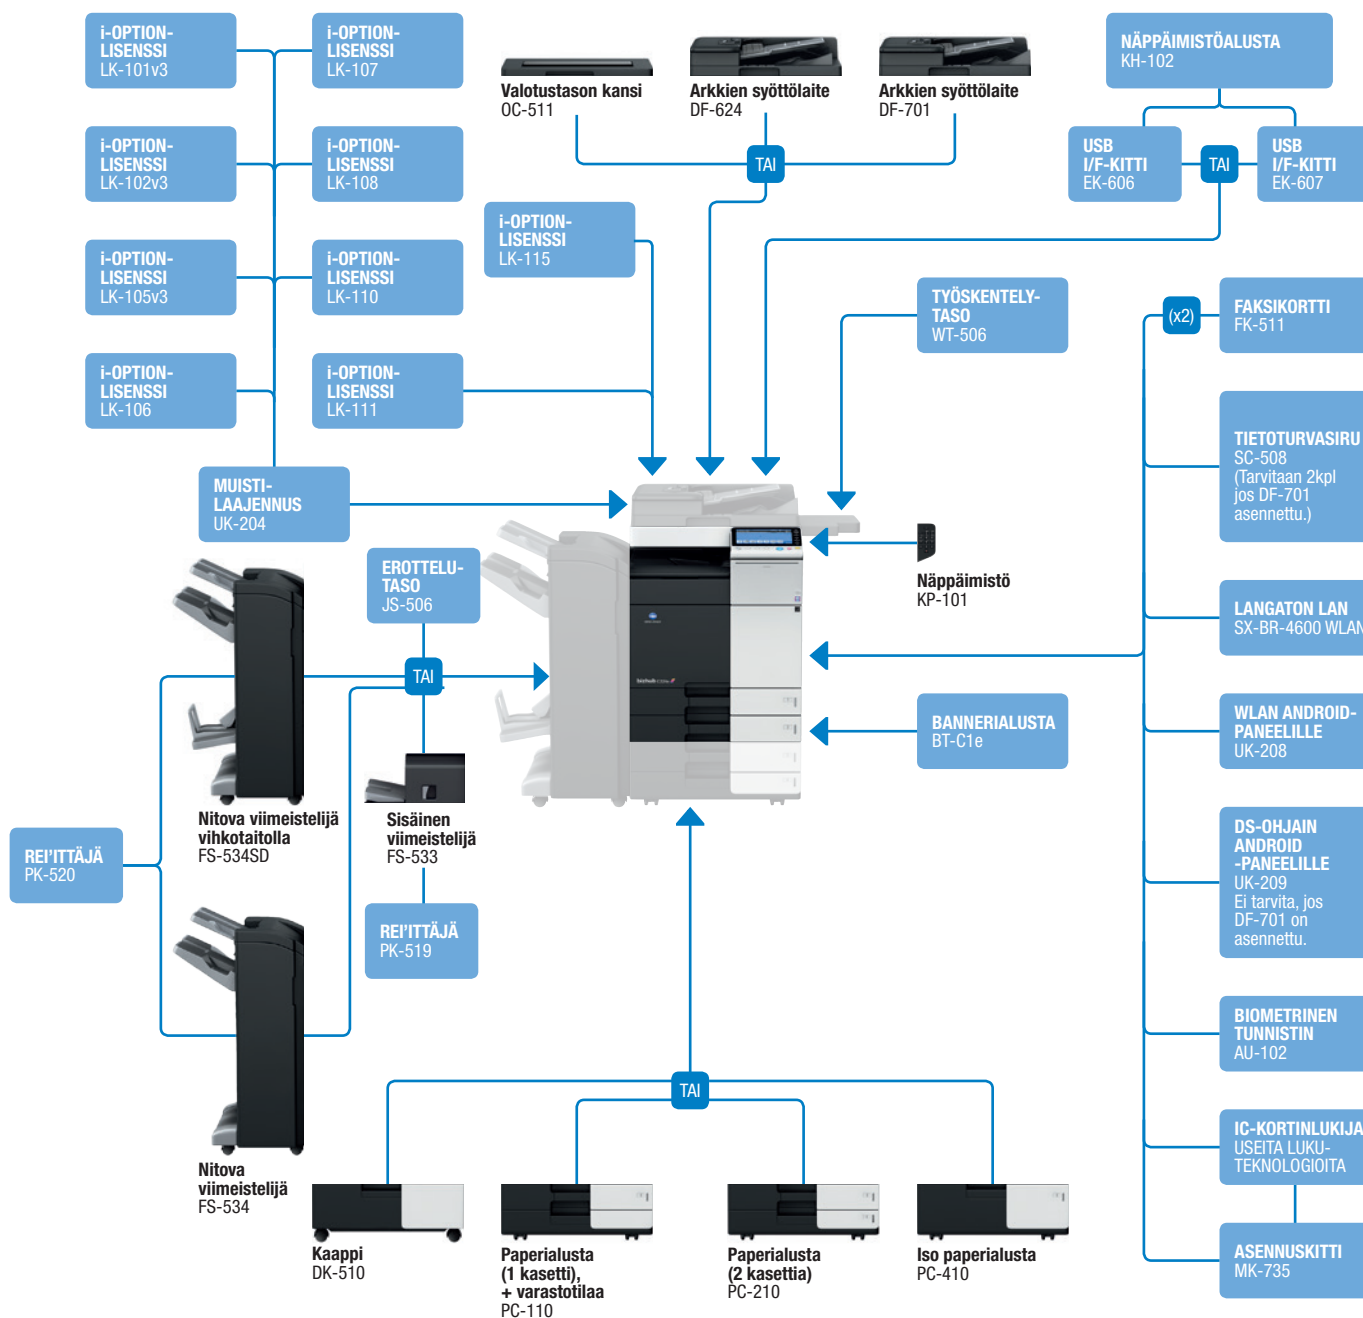 i-OPTION-
LISENSSI
LK-101v3
i-OPTION-
LISENSSI
LK-107
i-OPTION-
LISENSSI
LK-102v3
i-OPTION-
LISENSSI
LK-108
i-OPTION-
LISENSSI
LK-105v3
i-OPTION-
LISENSSI
LK-110
i-OPTION-
LISENSSI
LK-106
i-OPTION-
LISENSSI
LK-111
i-OPTION-
LISENSSI
LK-115
MUISTI-
LAAJENNUS
UK-204
Valotustason kansi
OC-511
Arkkien syöttölaite
DF-624
Arkkien syöttölaite
DF-701
TAI
NÄPPÄIMISTÖALUSTA
KH-102
USB
I/F-KITTI
EK-606
TAI
USB
I/F-KITTI
EK-607
TYÖSKENTELY-
TASO
WT-506
(x2)
FAKSIKORTTI
FK-511
TIETOTURVASIRU
SC-508
(Tarvitaan 2kpl
jos DF-701
asennettu.)
Näppäimistö
KP-101
LANGATON LAN
SX-BR-4600 WLAN
BANNERIALUSTA
BT-C1e
WLAN ANDROID-
PANEELILLE
UK-208
DS-OHJAIN
ANDROID
-PANEELILLE
UK-209
Ei tarvita, jos
DF-701 on
asennettu.
BIOMETRINEN
TUNNISTIN
AU-102
IC-KORTINLUKIJA
USEITA LUKU-
TEKNOLOGIOITA
ASENNUSKITTI
MK-735
EROTTELU-
TASO
JS-506
TAI
Nitova viimeistelijä
vihkotaitolla
FS-534SD
Sisäinen
viimeistelijä
FS-533
REI'ITTÄJÄ
PK-520
REI'ITTÄJÄ
PK-519
Nitova
viimeistelijä
FS-534
bizhub
TAI
Kaappi
DK-510
Paperialusta
(1 kasetti),
+ varastotilaa
PC-110
Paperialusta
(2 kasettia)
PC-210
Iso paperialusta
PC-410